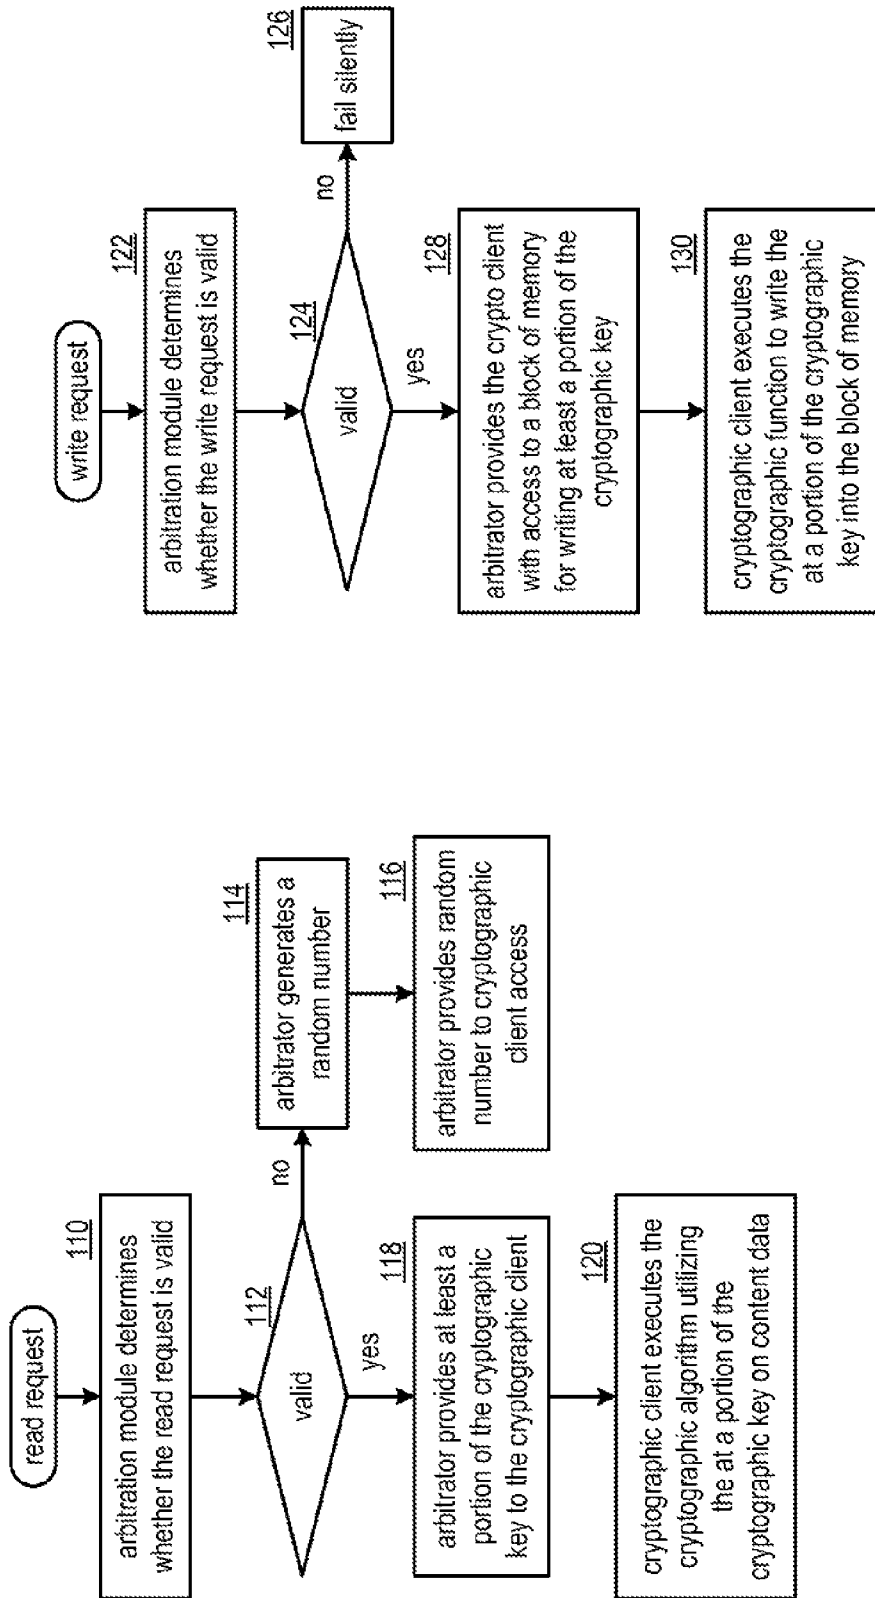 read request
110
arbitration module determines
whether the read request is valid
112
valid
no
yes
114
arbitrator generates a
random number
116
arbitrator provides random
number to cryptographic
client access
118
arbitrator provides at least a
portion of the cryptographic
key to the cryptographic client
120
cryptographic client executes the
cryptographic algorithm utilizing
the at a portion of the
cryptographic key on content data
write request
122
arbitration module determines
whether the write request is valid
124
valid
no
yes
126
fail silently
128
arbitrator provides the crypto client
with access to a block of memory
for writing at least a portion of the
cryptographic key
130
cryptographic client executes the
cryptographic function to write the
at a portion of the cryptographic
key into the block of memory